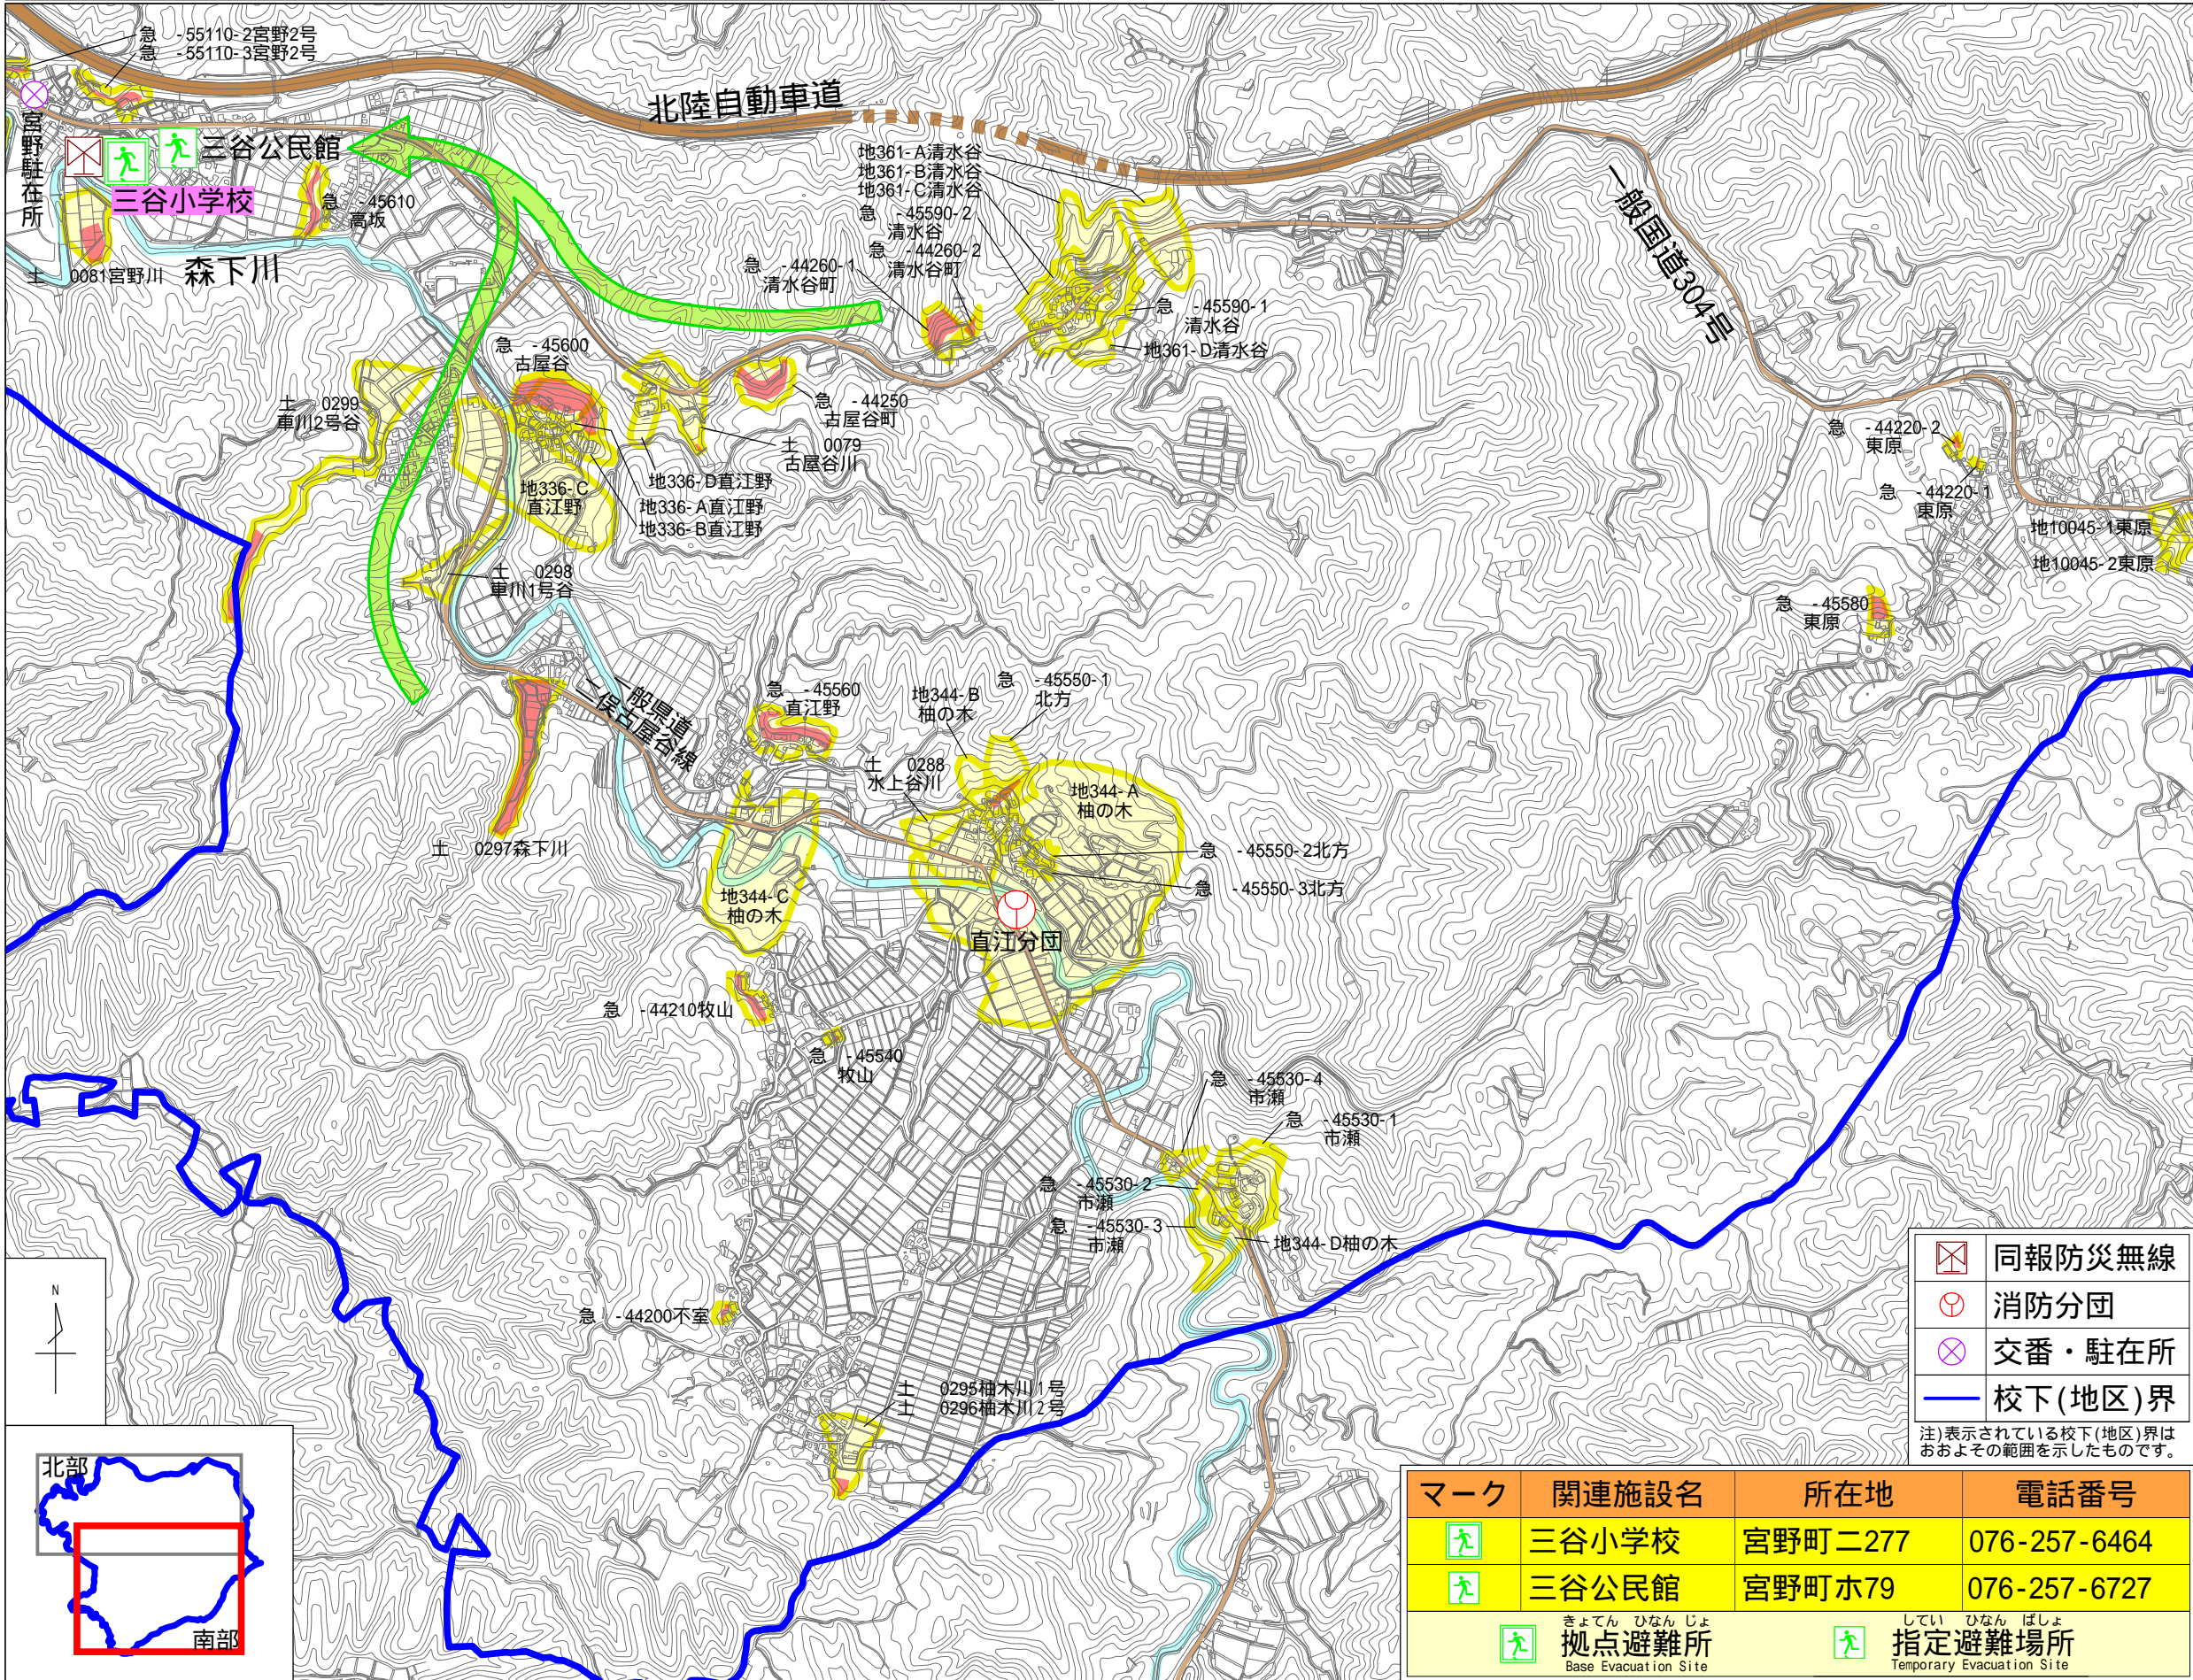 急　-55110-2宮野2号
急　-55110-3宮野2号
宮野駐在所
三谷公民館
三谷小学校
北陸自動車道
急　-45610
高坂
土　0081宮野川
森下川
地361-A清水谷
地361-B清水谷
地361-C清水谷
急　-45590-2
清水谷
急　-44260-2
清水谷町
急　-44260-1
清水谷町
急　-45590-1
清水谷
地361-D清水谷
一般国道304号
急　-45600
古屋谷
土　0299
車川2号谷
急　-44250
古屋谷町
土　0079
古屋谷川
地336-D直江野
地336-A直江野
地336-B直江野
地336-C
直江野
土　0298
車川1号谷
急　-44220-2
東原
急　-44220-1
東原
地10045-1東原
地10045-2東原
急　-45580
東原
一般県道
二俣古屋谷線
急　-45560
直江野
地344-B
柚の木
急　-45550-1
北方
土　0288
水上谷川
地344-A
柚の木
土　0297森下川
急　-45550-2北方
急　-45550-3北方
地344-C
柚の木
直江分団
急　-44210牧山
急　-45540
牧山
急　-45530-4
市瀬
急　-45530-1
市瀬
急　-45530-2
市瀬
急　-45530-3
市瀬
地344-D柚の木
急　-44200不室
土　0295柚木川1号
土　0296柚木川2号
N
北部
南部
同報防災無線
消防分団
交番・駐在所
校下(地区)界
注)表示されている校下(地区)界は
おおよその範囲を示したものです。
マーク　関連施設名　所在地　電話番号
三谷小学校　宮野町ニ277　076-257-6464
三谷公民館　宮野町ホ79　076-257-6727
きょてん　ひなん　じょ　してい　ひなん　ばしょ
拠点避難所　指定避難場所
Base Evacuation Site　Temporary Evacuation Site